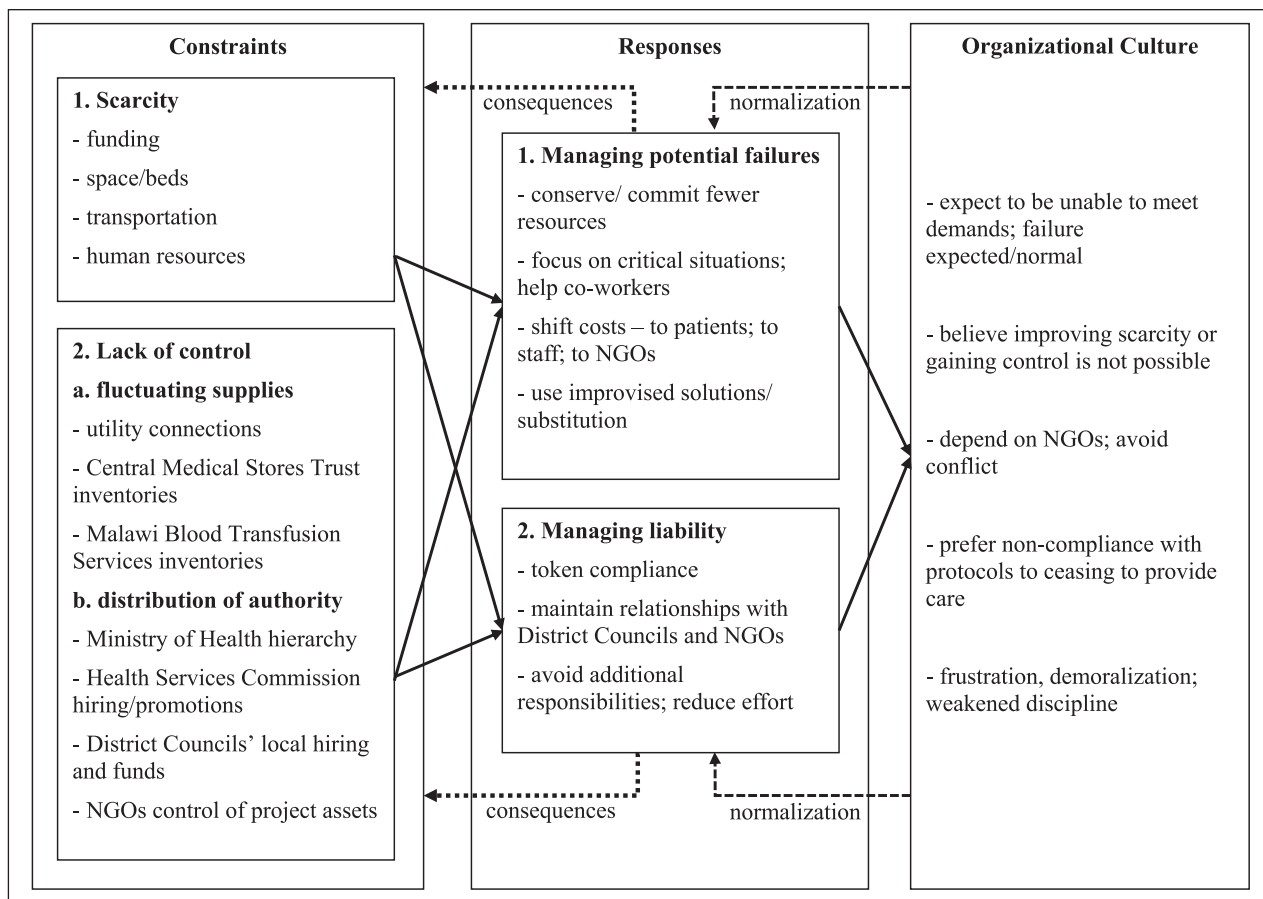 Constraints
1. Scarcity
- funding
- space/beds
- transportation
- human resources
2. Lack of control
a. fluctuating supplies
- utility connections
- Central Medical Stores Trust
inventories
- Malawi Blood Transfusion
Services inventories
b. distribution of authority
- Ministry of Health hierarchy
- Health Services Commission
hiring/promotions
- District Councils’ local hiring
and funds
- NGOs control of project assets
Responses
consequences
normalization
1. Managing potential failures
- conserve/ commit fewer
resources
- focus on critical situations;
help co-workers
- shift costs – to patients; to
staff; to NGOs
- use improvised solutions/
substitution
2. Managing liability
- token compliance
- maintain relationships with
District Councils and NGOs
- avoid additional
responsibilities; reduce effort
consequences
normalization
Organizational Culture
- expect to be unable to meet
demands; failure
expected/normal
- believe improving scarcity or
gaining control is not possible
- depend on NGOs; avoid
conflict
- prefer non-compliance with
protocols to ceasing to provide
care
- frustration, demoralization;
weakened discipline